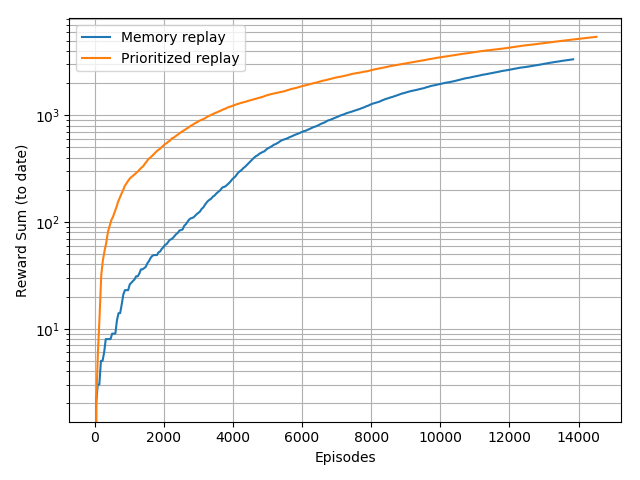 Memory replay
Prioritized replay
Reward Sum (to date)
10³
10²
10¹
0 2000 4000 6000 8000 10000 12000 14000
Episodes